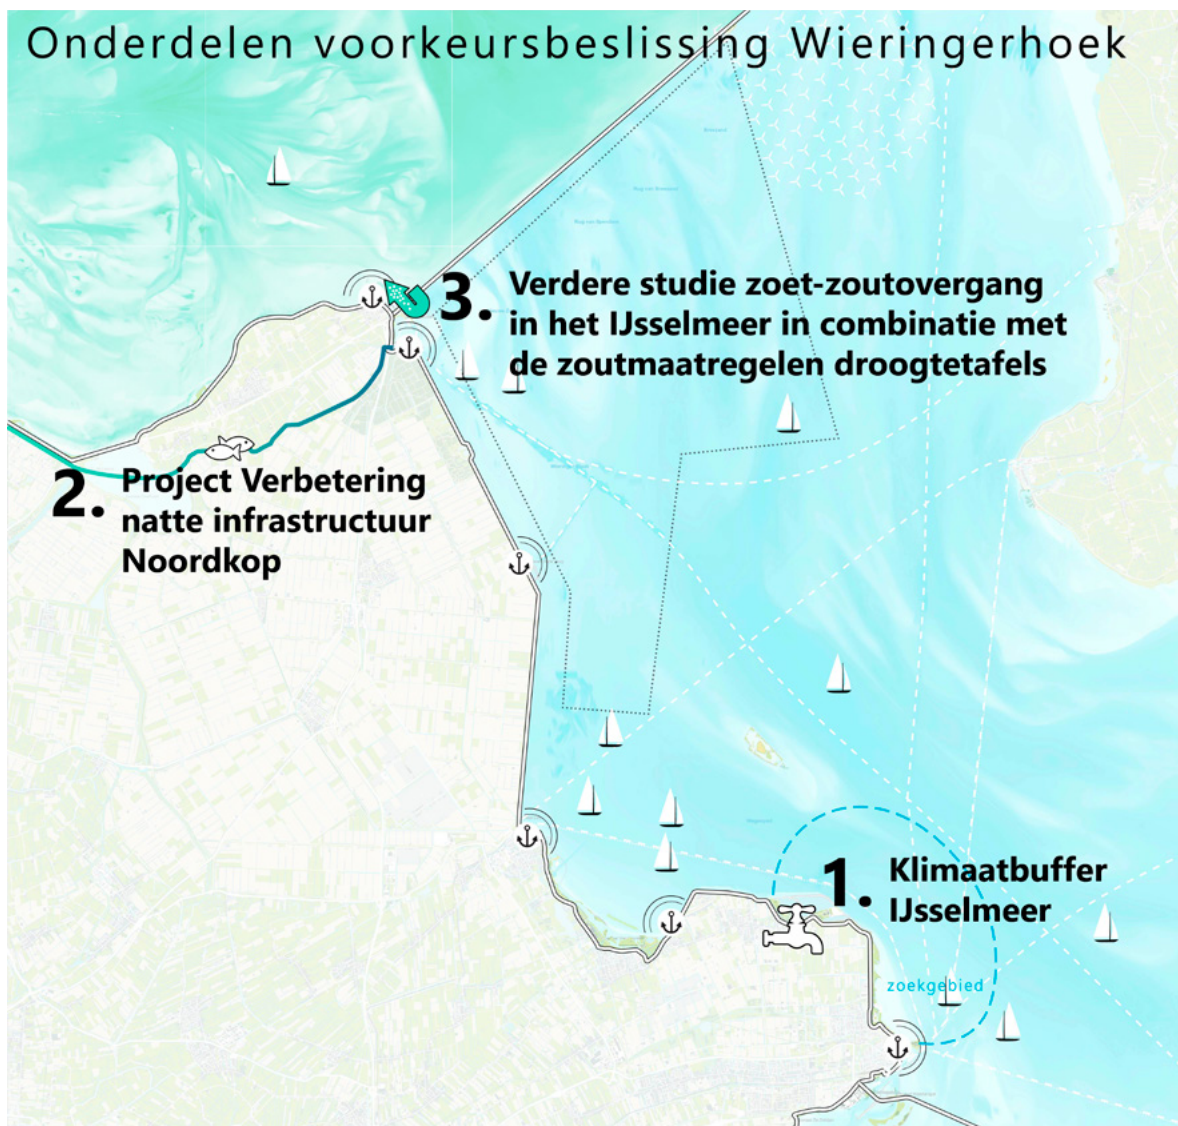 Onderdelen voorkeursbeslissing Wieringerhoek
3. Verdere studie zoet-zoutovergang
in het IJsselmeer in combinatie met
de zoutmaatregelen droogtetafels
2. Project Verbetering
natte infrastructuur
Noordkop
1. Klimaatbuffer
IJsselmeer
zoekgebied